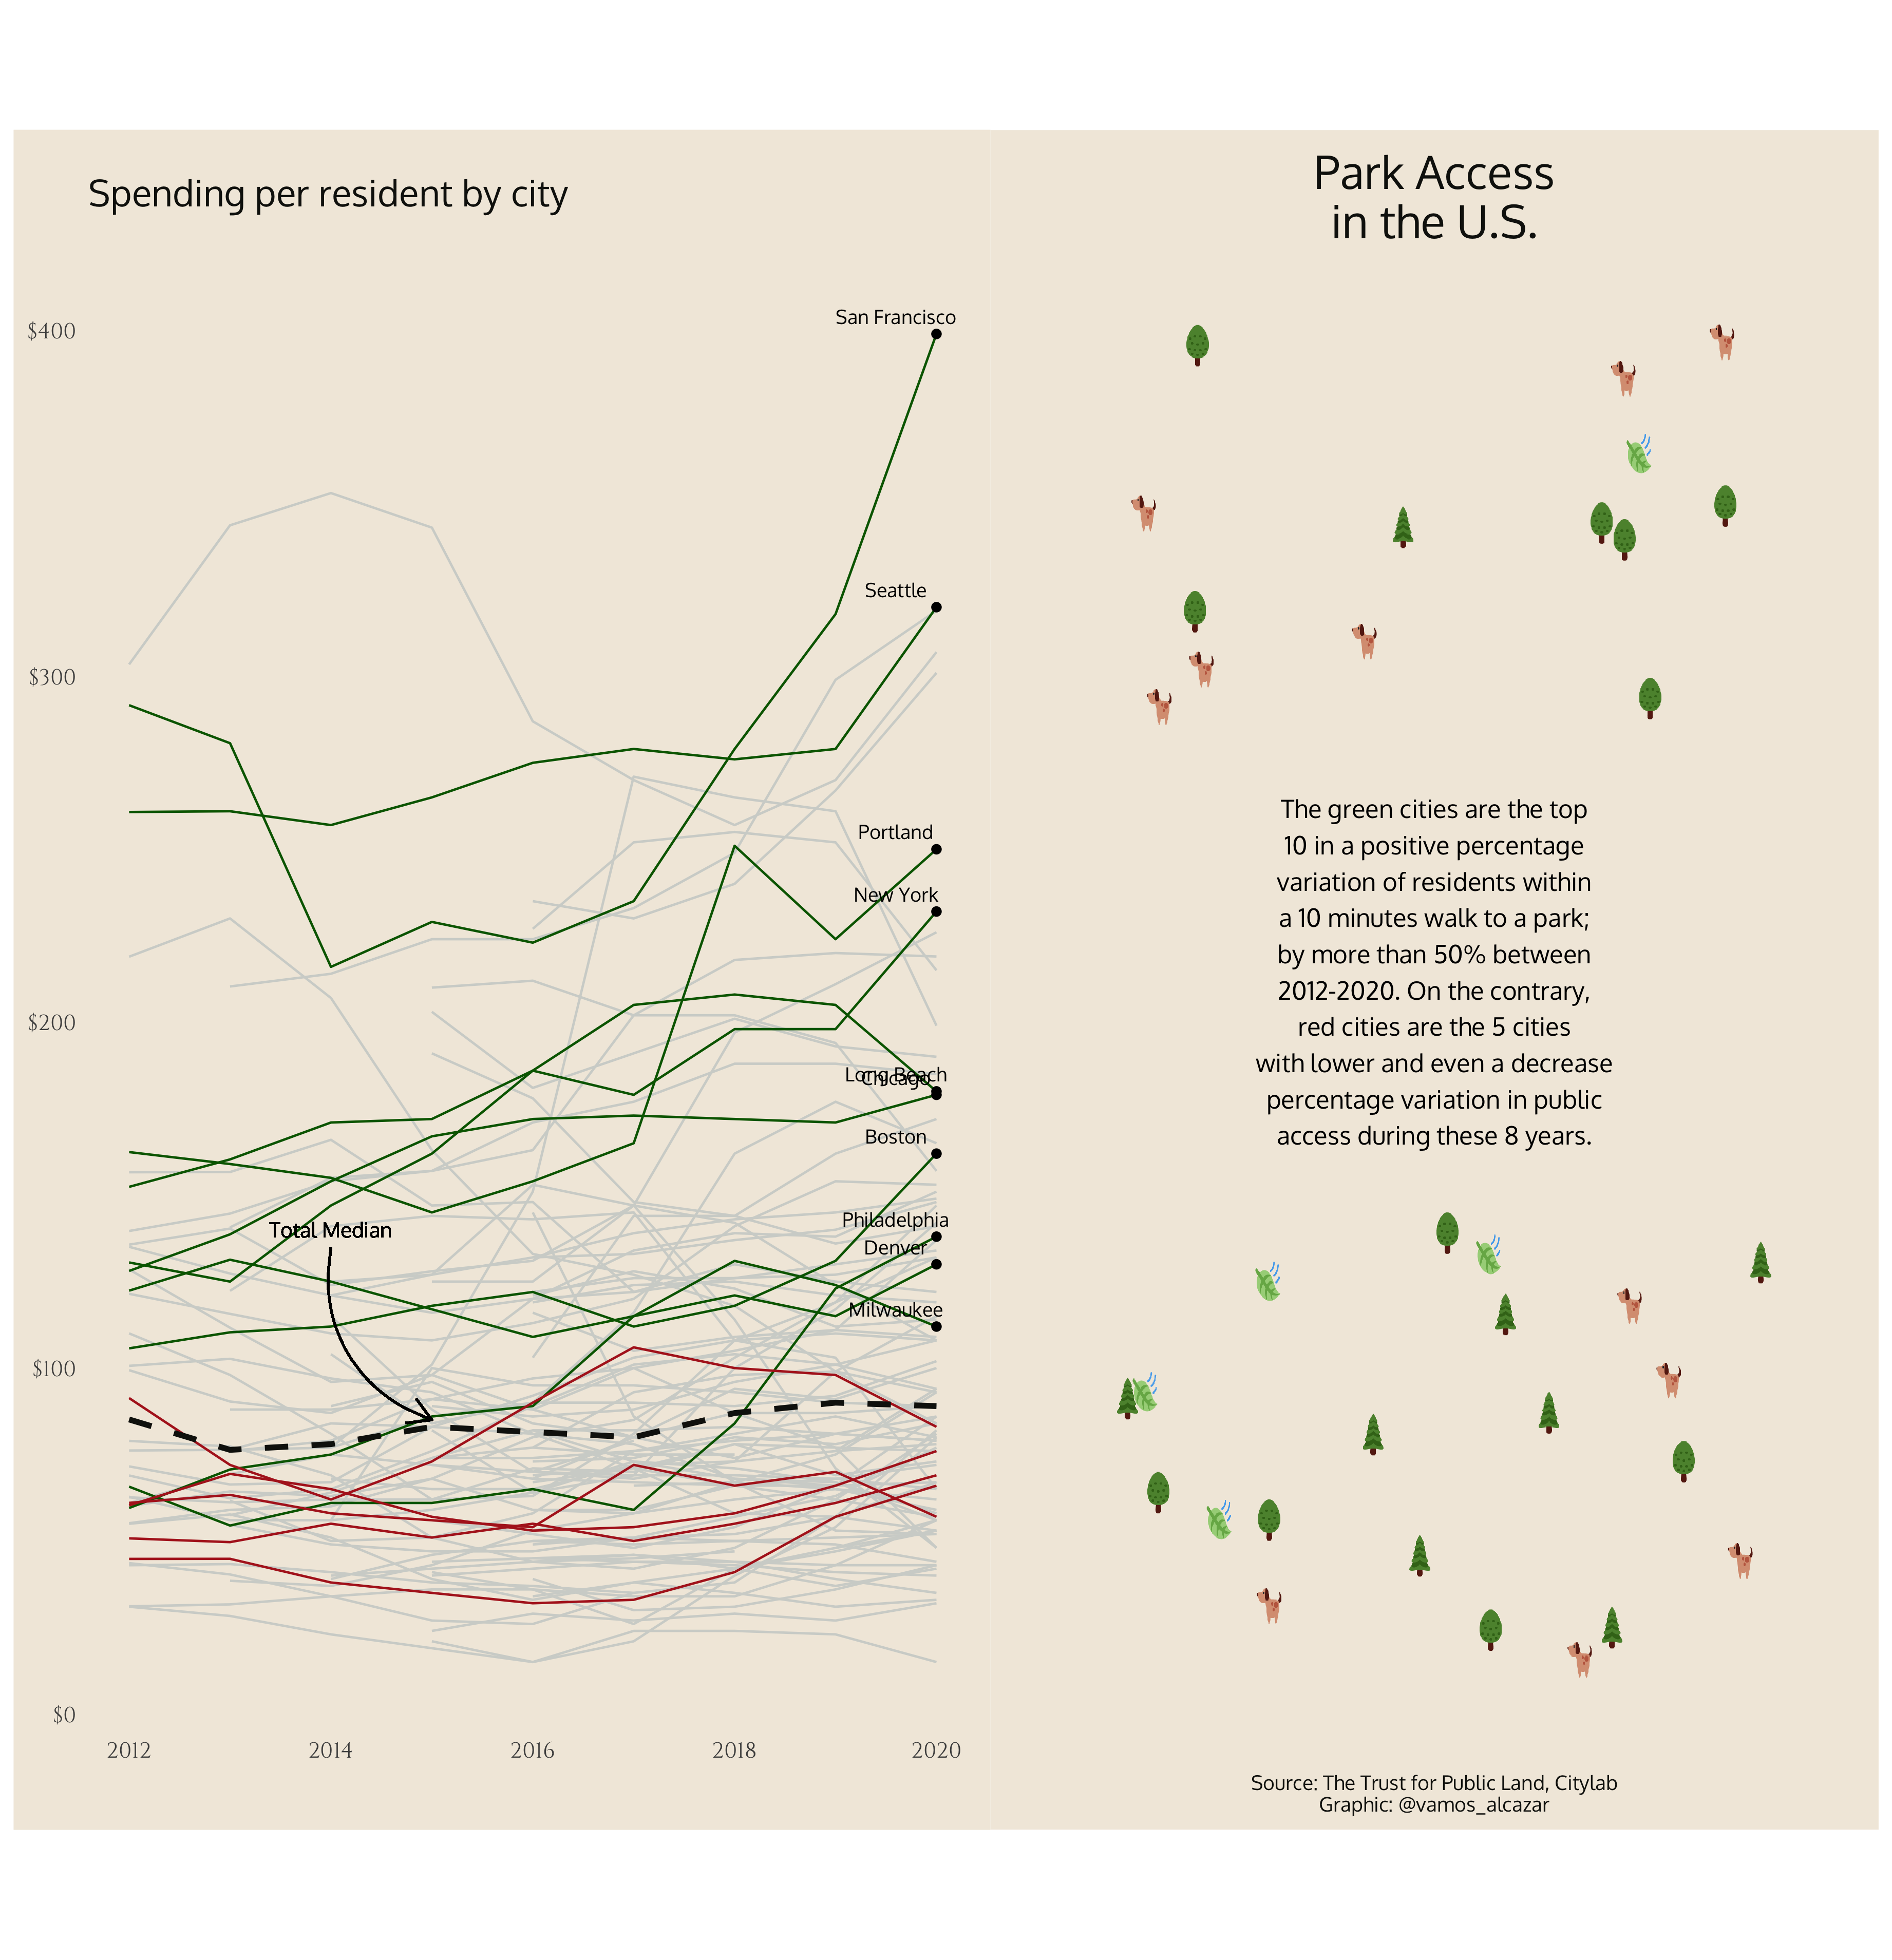 Spending per resident by city
Park Access
in the U.S.
$400
$300
$200
$100
$0
2012
2014
2016
2018
2020
San Francisco
Seattle
Portland
New York
Long Beach
Chicago
Boston
Philadelphia
Denver
Milwaukee
Total Median
The green cities are the top
10 in a positive percentage
variation of residents within
a 10 minutes walk to a park;
by more than 50% between
2012-2020. On the contrary,
red cities are the 5 cities
with lower and even a decrease
percentage variation in public
access during these 8 years.
Source: The Trust for Public Land, Citylab
Graphic: @vamos_alcazar